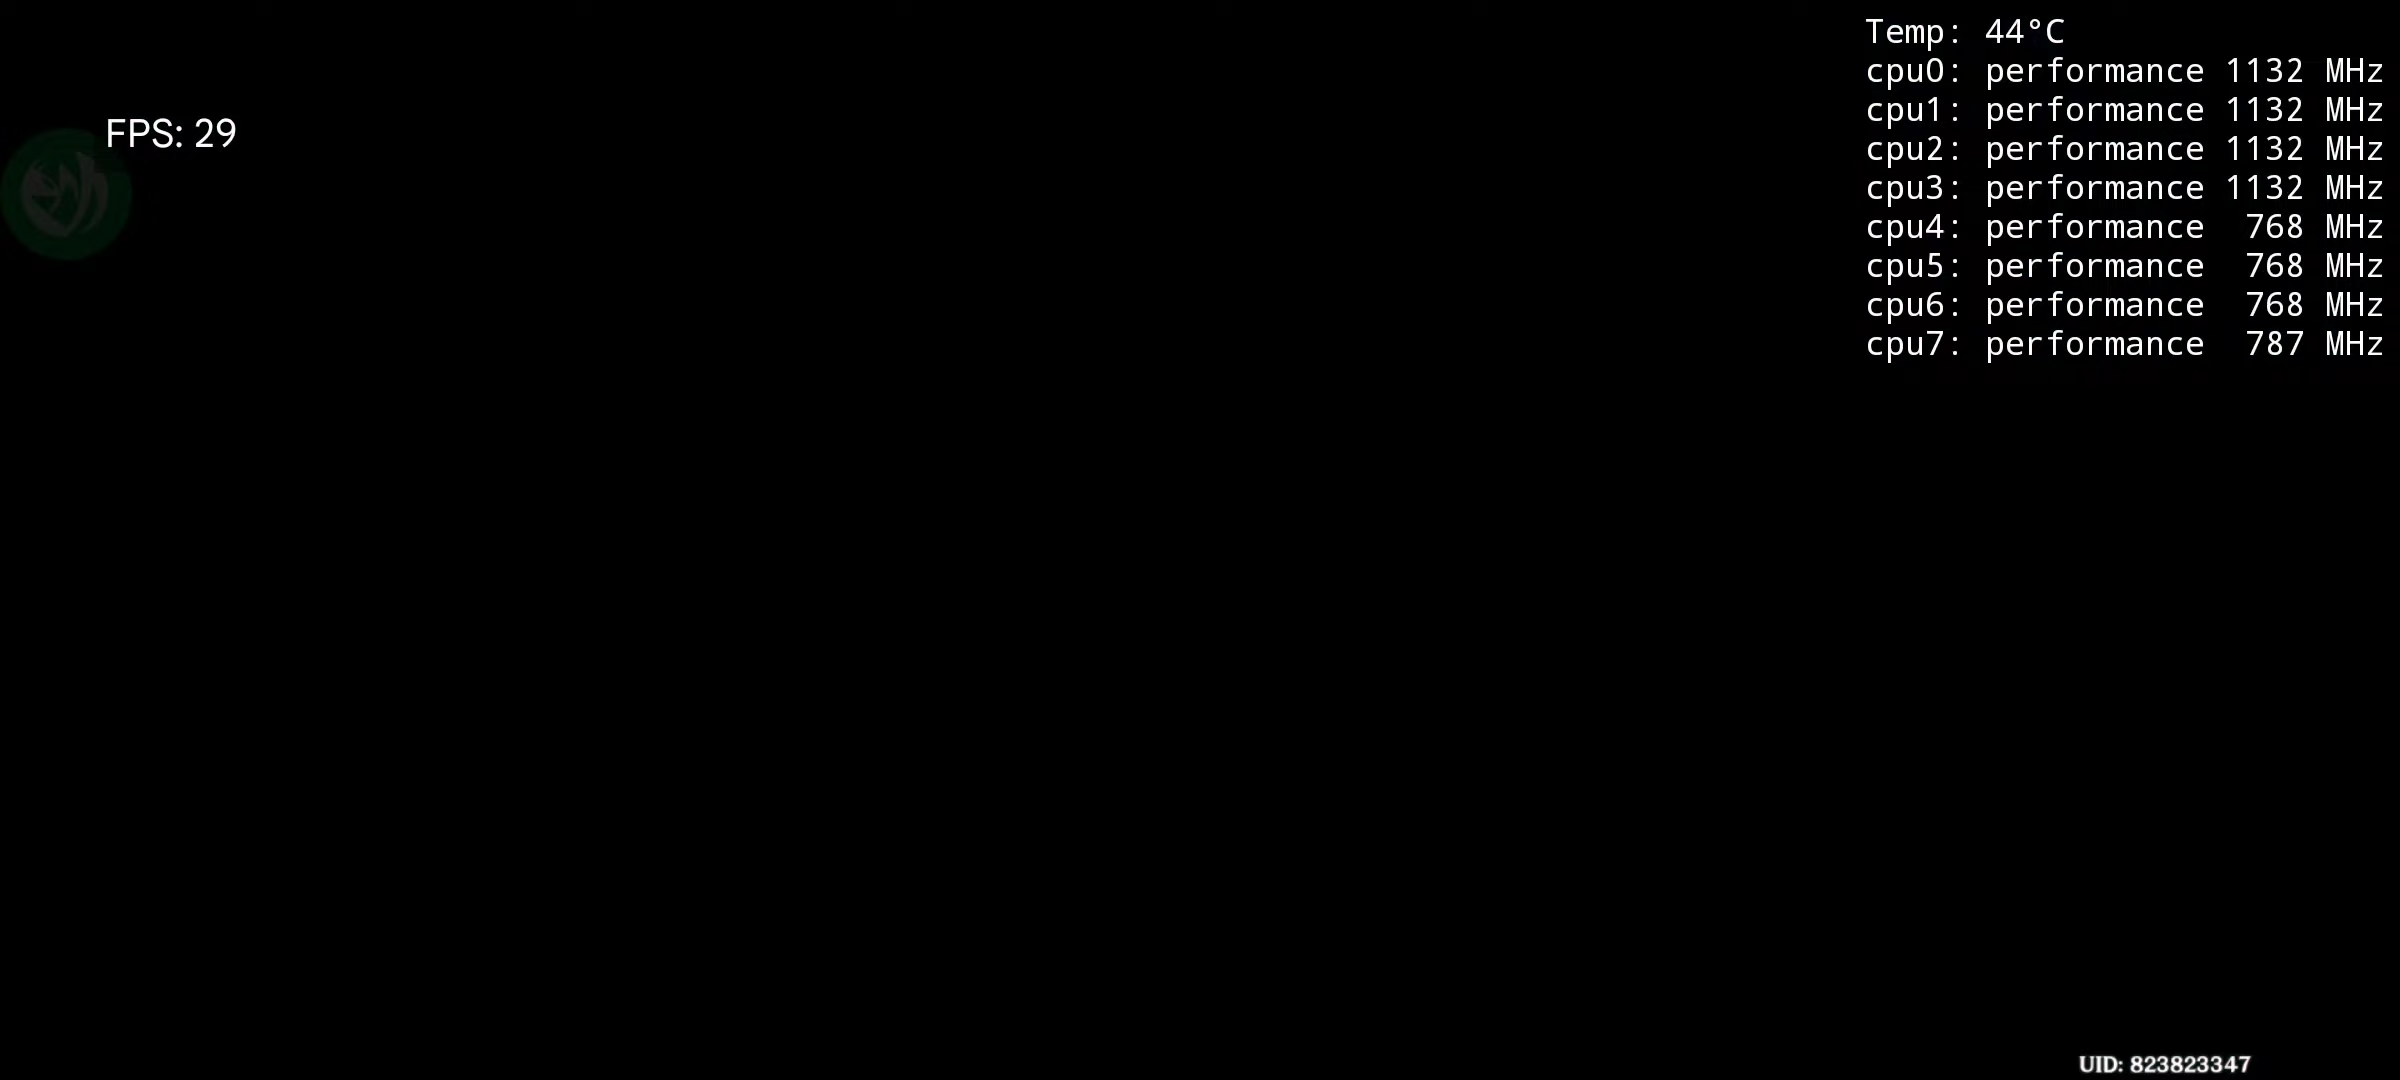 Temp: 44°C
cpu0: performance 1132 MHz
cpu1: performance 1132 MHz
cpu2: performance 1132 MHz
cpu3: performance 1132 MHz
cpu4: performance 768 MHz
cpu5: performance 768 MHz
cpu6: performance 768 MHz
cpu7: performance 787 MHz
FPS: 29
UID: 823823347